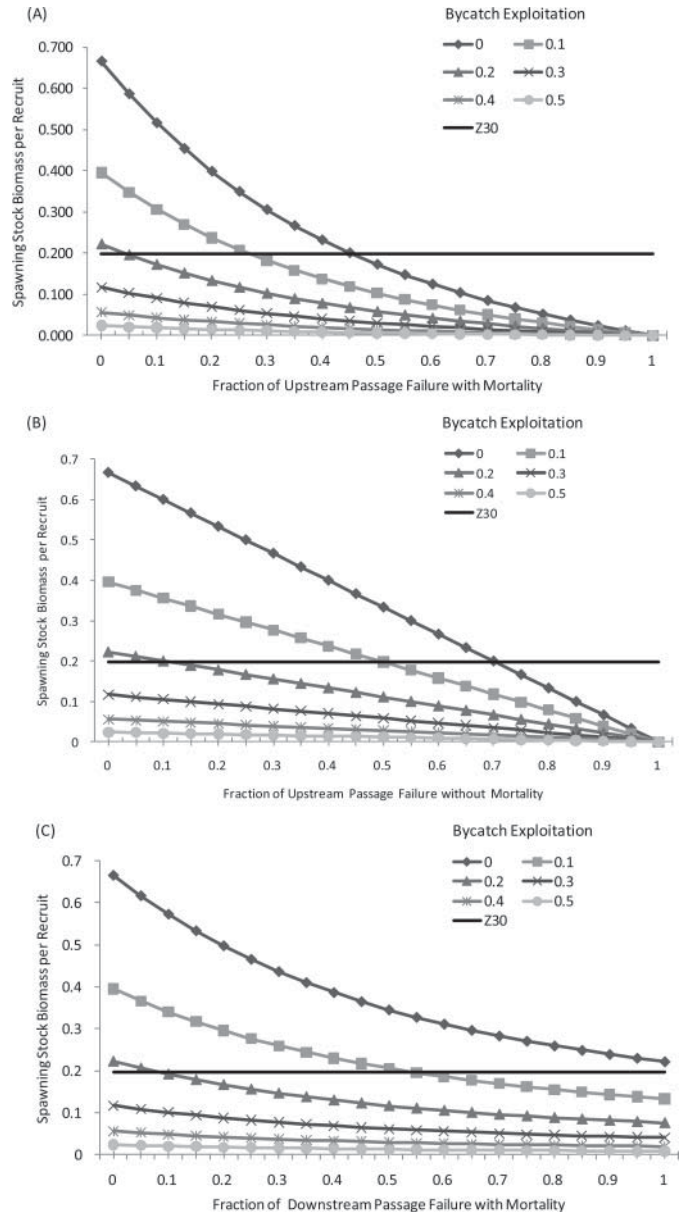 (A)
Bycatch Exploitation
0 0.1
0.2 0.3
0.4 0.5
Z30
Spawning Stock Biomass per Recruit
0.700
0.600
0.500
0.400
0.300
0.200
0.100
0.000
0 0.1 0.2 0.3 0.4 0.5 0.6 0.7 0.8 0.9 1
Fraction of Upstream Passage Failure with Mortality
(B)
Bycatch Exploitation
0 0.1
0.2 0.3
0.4 0.5
Z30
Spawning Stock Biomass per Recruit
0.7
0.6
0.5
0.4
0.3
0.2
0.1
0
0 0.1 0.2 0.3 0.4 0.5 0.6 0.7 0.8 0.9 1
Fraction of Upstream Passage Failure without Mortality
(C)
Bycatch Exploitation
0 0.1
0.2 0.3
0.4 0.5
Z30
Spawning Stock Biomass per Recruit
0.7
0.6
0.5
0.4
0.3
0.2
0.1
0
0 0.1 0.2 0.3 0.4 0.5 0.6 0.7 0.8 0.9 1
Fraction of Downstream Passage Failure with Mortality